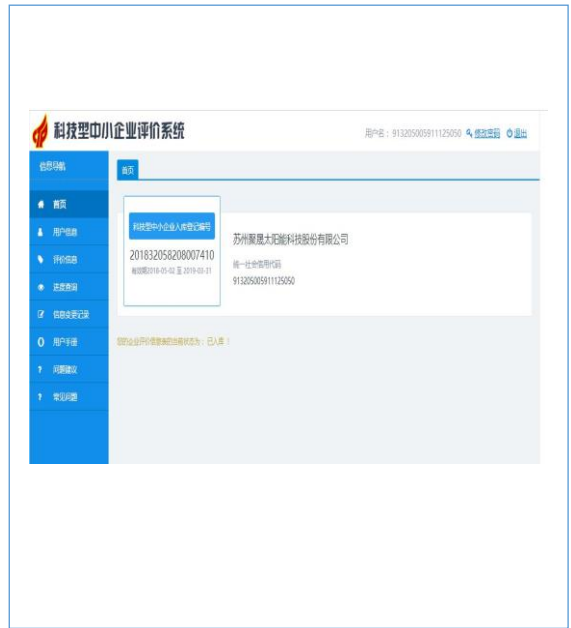 科技型中小企业评价系统
用户名：913205005911125050 修改密码 退出
信息导航
首页
首页
用户信息
评价信息
进度查询
信息变更记录
用户手册
问题建议
常见问题
科技型中小企业入库登记编号
201832058208007410
有效期2018-05-02 至 2019-03-31
苏州聚晟太阳能科技股份有限公司
统一社会信用代码
913205005911125050
您的企业评价信息表的当前状态为：已入库！